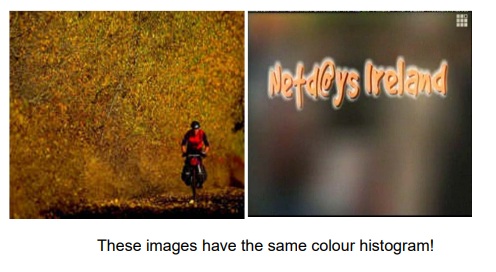 Netd@ys Ireland
These images have the same colour histogram!